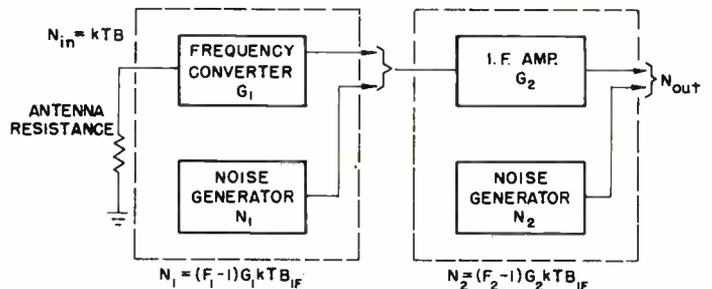 N_in = kTB
ANTENNA
RESISTANCE
FREQUENCY
CONVERTER
G_1
NOISE
GENERATOR
N_1
N_1 = (F_1-1)G_1 kTB_IF
I.F. AMP.
G_2
NOISE
GENERATOR
N_2
N_2 = (F_2-1)G_2 kTB_IF
N_out